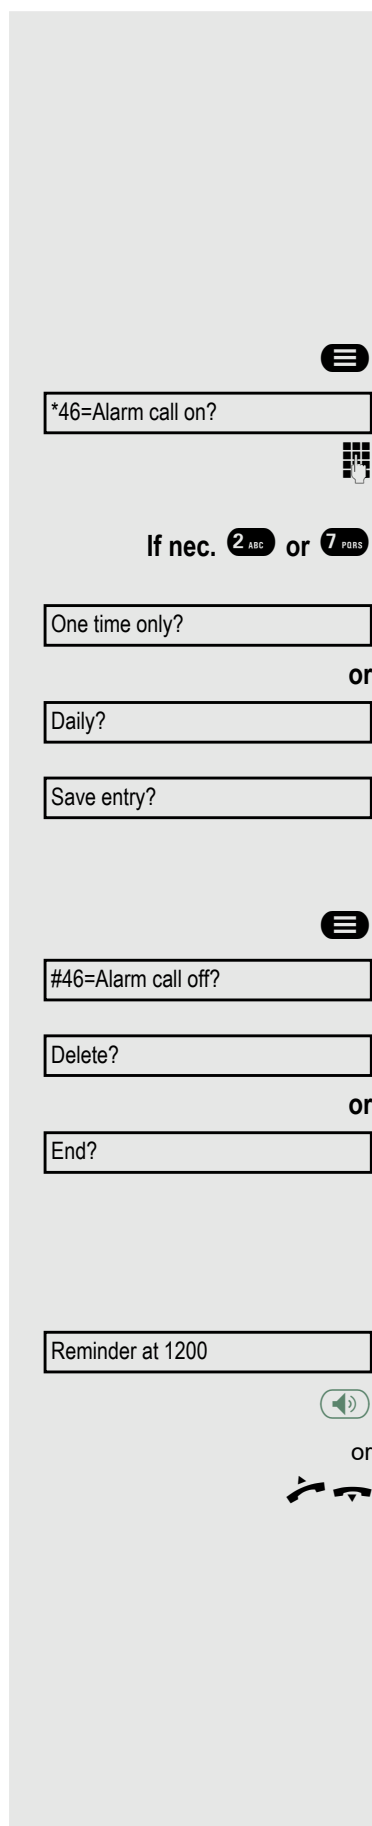 *46=Alarm call on?
If nec. 2 ABC or 7 PQRS
One time only?
or
Daily?
Save entry?
#46=Alarm call off?
Delete?
or
End?
Reminder at 1200
or